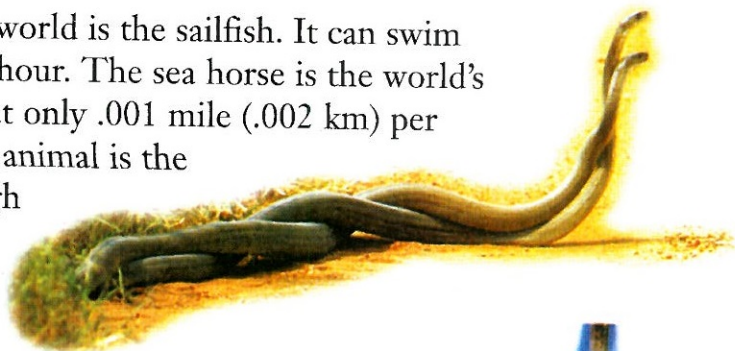 world is the sailfish. It can swim
hour. The sea horse is the world's
t only .001 mile (.002 km) per
animal is the
h